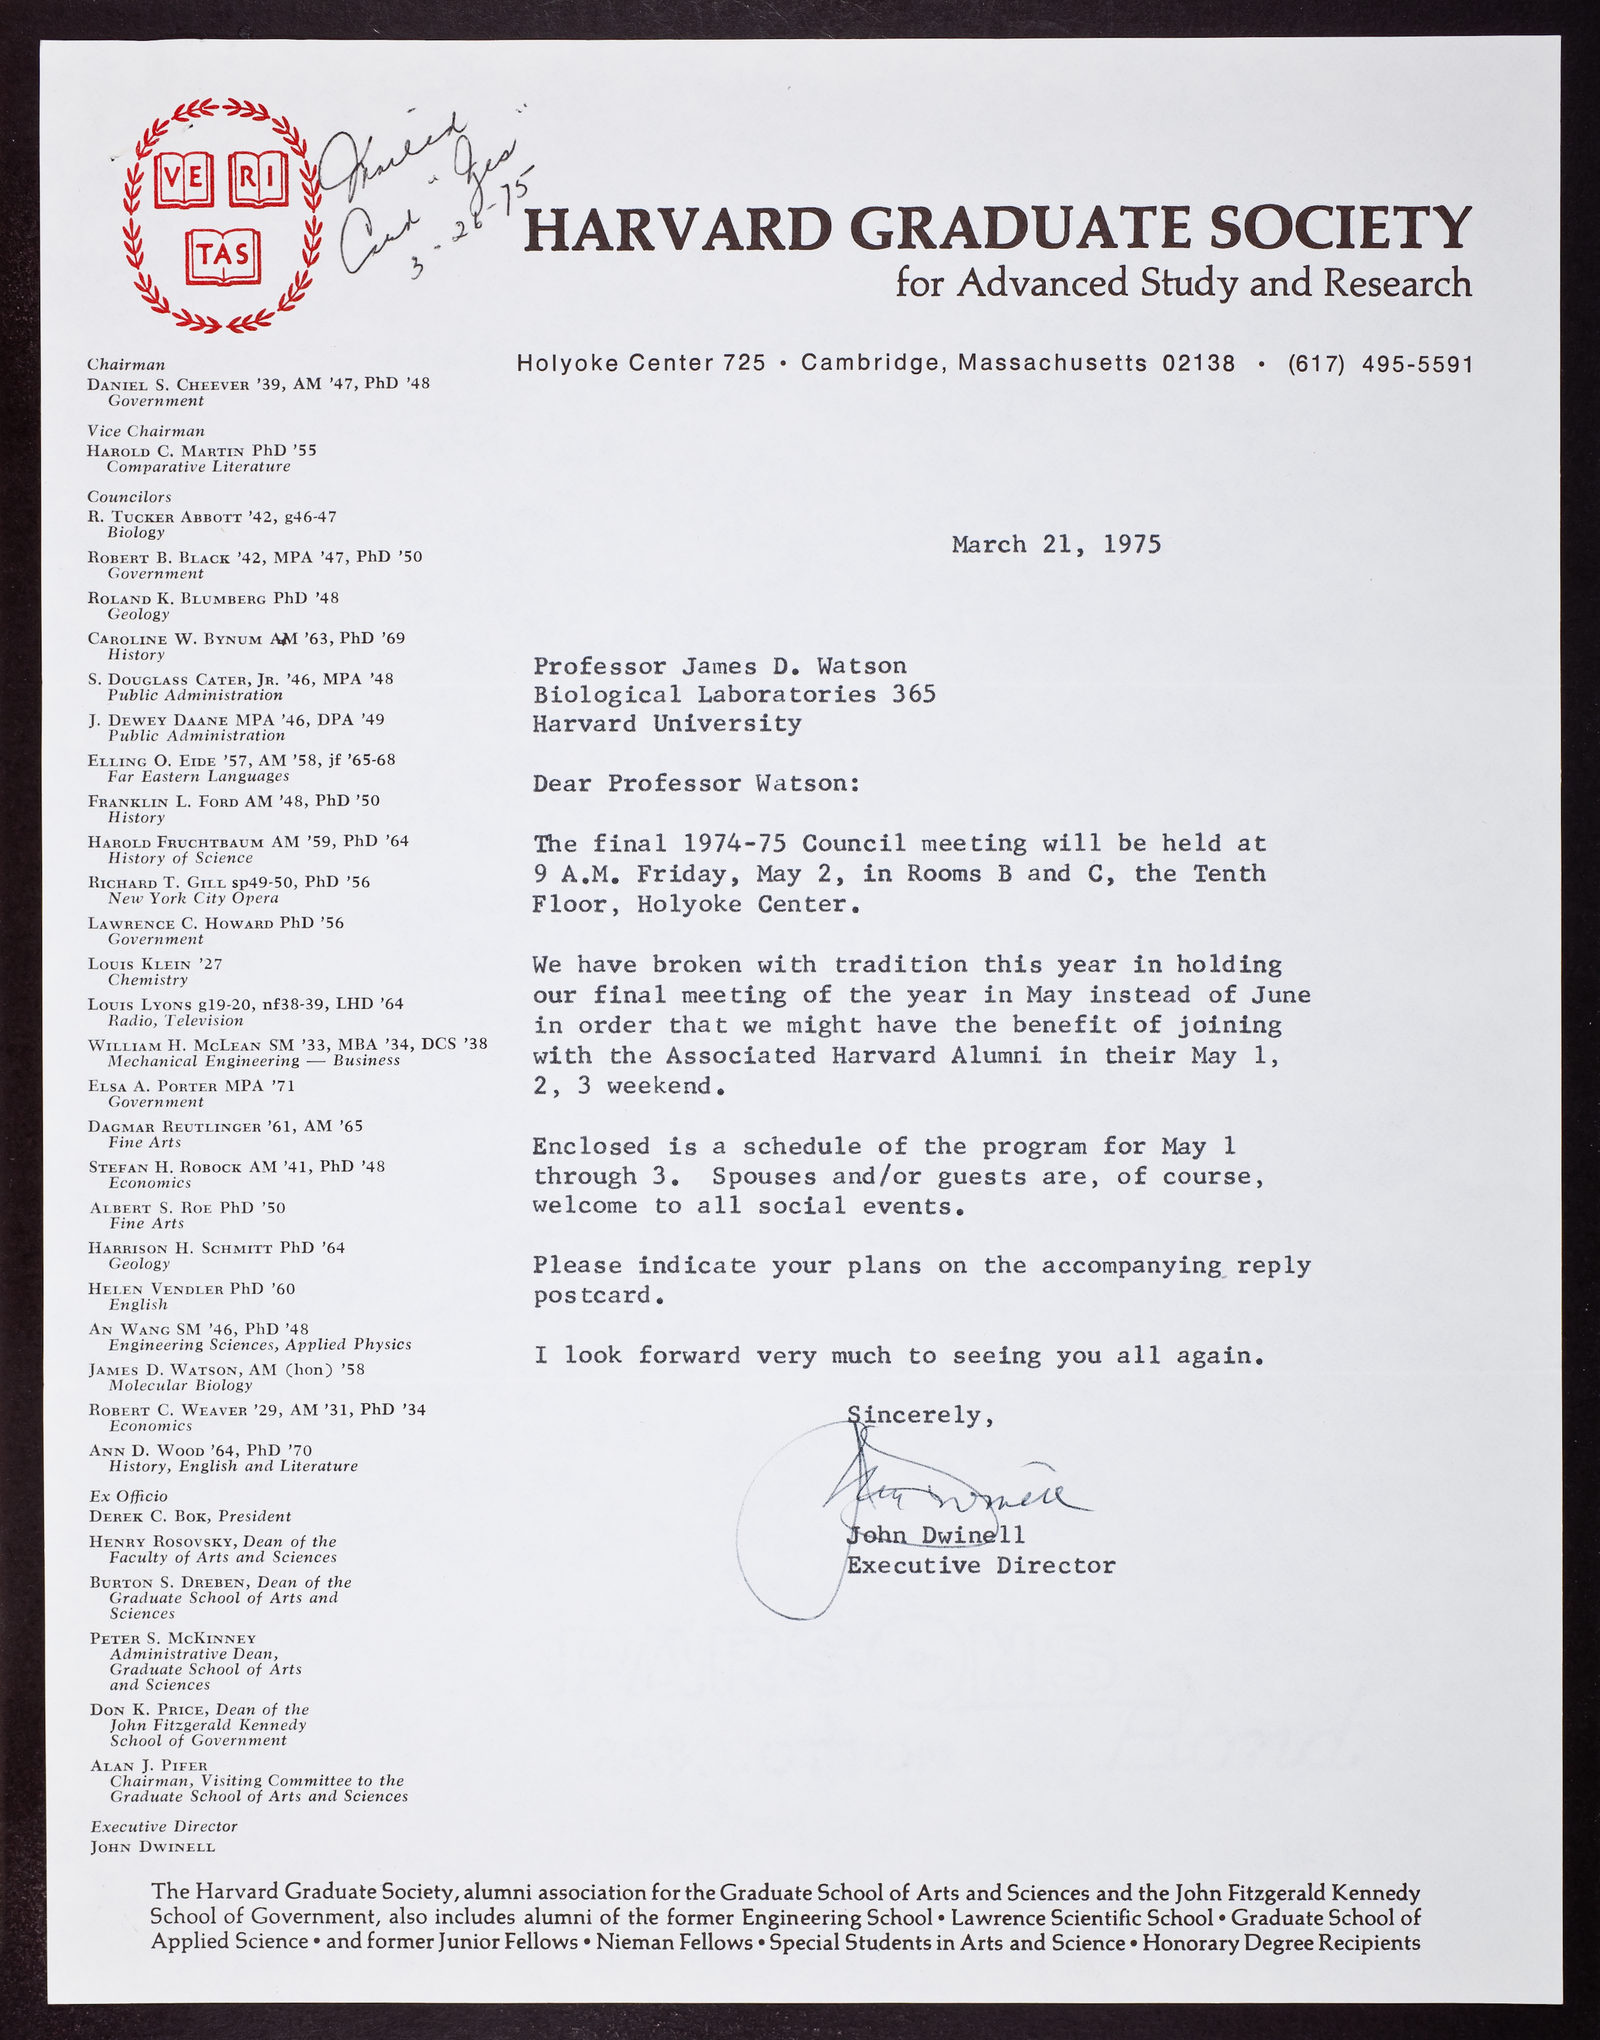 VE RI
TAS
Mailed
Card "Yes"
3-26-75
HARVARD GRADUATE SOCIETY
for Advanced Study and Research
Holyoke Center 725 • Cambridge, Massachusetts 02138 • (617) 495-5591
Chairman
DANIEL S. CHEEVER '39, AM '47, PhD '48
Government
Vice Chairman
HAROLD C. MARTIN PhD '55
Comparative Literature
Councilors
R. TUCKER ABBOTT '42, g46-47
Biology
ROBERT B. BLACK '42, MPA '47, PhD '50
Government
ROLAND K. BLUMBERG PhD '48
Geology
CAROLINE W. BYNUM AM '63, PhD '69
History
S. DOUGLASS CATER, JR. '46, MPA '48
Public Administration
J. DEWEY DAANE MPA '46, DPA '49
Public Administration
ELLING O. EIDE '57, AM '58, jf '65-68
Far Eastern Languages
FRANKLIN L. FORD AM '48, PhD '50
History
HAROLD FRUCHTBAUM AM '59, PhD '64
History of Science
RICHARD T. GILL sp49-50, PhD '56
New York City Opera
LAWRENCE C. HOWARD PhD '56
Government
LOUIS KLEIN '27
Chemistry
LOUIS LYONS g19-20, nf38-39, LHD '64
Radio, Television
WILLIAM H. MCLEAN SM '33, MBA '34, DCS '38
Mechanical Engineering — Business
ELSA A. PORTER MPA '71
Government
DAGMAR REUTLINGER '61, AM '65
Fine Arts
STEFAN H. ROBOCK AM '41, PhD '48
Economics
ALBERT S. ROE PhD '50
Fine Arts
HARRISON H. SCHMITT PhD '64
Geology
HELEN VENDLER PhD '60
English
AN WANG SM '46, PhD '48
Engineering Sciences, Applied Physics
JAMES D. WATSON, AM (hon) '58
Molecular Biology
ROBERT C. WEAVER '29, AM '31, PhD '34
Economics
ANN D. WOOD '64, PhD '70
History, English and Literature
Ex Officio
DEREK C. BOK, President
HENRY ROSOVSKY, Dean of the
Faculty of Arts and Sciences
BURTON S. DREBEN, Dean of the
Graduate School of Arts and
Sciences
PETER S. MCKINNEY
Administrative Dean,
Graduate School of Arts
and Sciences
DON K. PRICE, Dean of the
John Fitzgerald Kennedy
School of Government
ALAN J. PIFER
Chairman, Visiting Committee to the
Graduate School of Arts and Sciences
Executive Director
JOHN DWINELL
March 21, 1975
Professor James D. Watson
Biological Laboratories 365
Harvard University
Dear Professor Watson:
The final 1974-75 Council meeting will be held at
9 A.M. Friday, May 2, in Rooms B and C, the Tenth
Floor, Holyoke Center.
We have broken with tradition this year in holding
our final meeting of the year in May instead of June
in order that we might have the benefit of joining
with the Associated Harvard Alumni in their May 1,
2, 3 weekend.
Enclosed is a schedule of the program for May 1
through 3. Spouses and/or guests are, of course,
welcome to all social events.
Please indicate your plans on the accompanying reply
postcard.
I look forward very much to seeing you all again.
Sincerely,
John Dwinell
Executive Director
The Harvard Graduate Society, alumni association for the Graduate School of Arts and Sciences and the John Fitzgerald Kennedy
School of Government, also includes alumni of the former Engineering School • Lawrence Scientific School • Graduate School of
Applied Science • and former Junior Fellows • Nieman Fellows • Special Students in Arts and Science • Honorary Degree Recipients